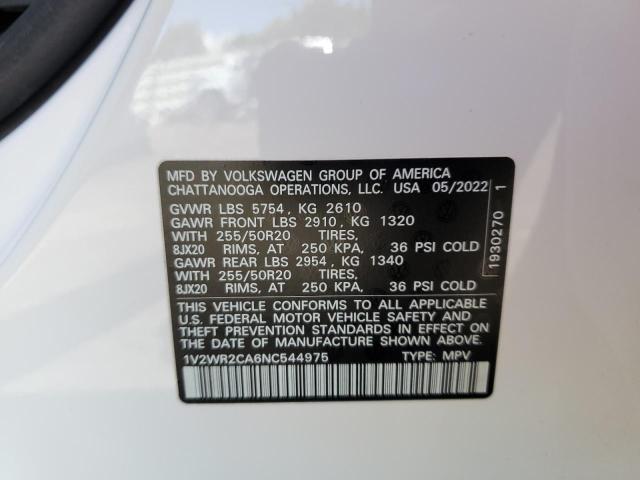 MFD BY VOLKSWAGEN GROUP OF AMERICA
CHATTANOOGA OPERATIONS, LLC. USA 05/2022
GVWR LBS 5754, KG 2610
GAWR FRONT LBS 2910, KG 1320
WITH 255/50R20 TIRES,
8JX20 RIMS, AT 250 KPA, 36 PSI COLD
GAWR REAR LBS 2954, KG 1340
WITH 255/50R20 TIRES,
8JX20 RIMS, AT 250 KPA, 36 PSI COLD
THIS VEHICLE CONFORMS TO ALL APPLICABLE
U.S. FEDERAL MOTOR VEHICLE SAFETY AND
THEFT PREVENTION STANDARDS IN EFFECT ON
THE DATE OF MANUFACTURE SHOWN ABOVE.
1V2WR2CA6NC544975 TYPE: MPV
1930270 1